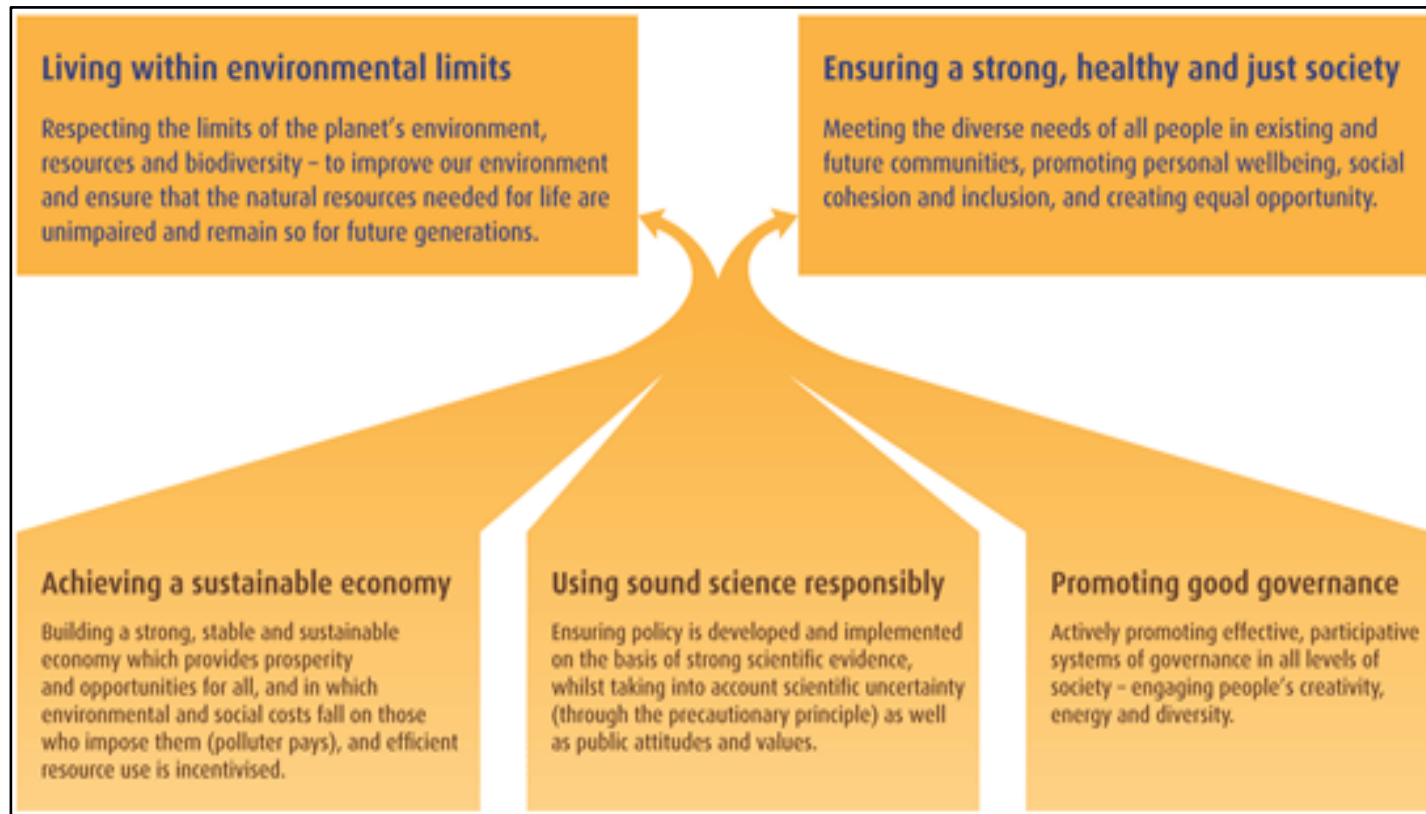 Living within environmental limits
Respecting the limits of the planet's environment,
resources and biodiversity – to improve our environment
and ensure that the natural resources needed for life are
unimpaired and remain so for future generations.
Ensuring a strong, healthy and just society
Meeting the diverse needs of all people in existing and
future communities, promoting personal wellbeing, social
cohesion and inclusion, and creating equal opportunity.
Achieving a sustainable economy
Building a strong, stable and sustainable
economy which provides prosperity
and opportunities for all, and in which
environmental and social costs fall on those
who impose them (polluter pays), and efficient
resource use is incentivised.
Using sound science responsibly
Ensuring policy is developed and implemented
on the basis of strong scientific evidence,
whilst taking into account scientific uncertainty
(through the precautionary principle) as well
as public attitudes and values.
Promoting good governance
Actively promoting effective, participative
systems of governance in all levels of
society – engaging people's creativity,
energy and diversity.